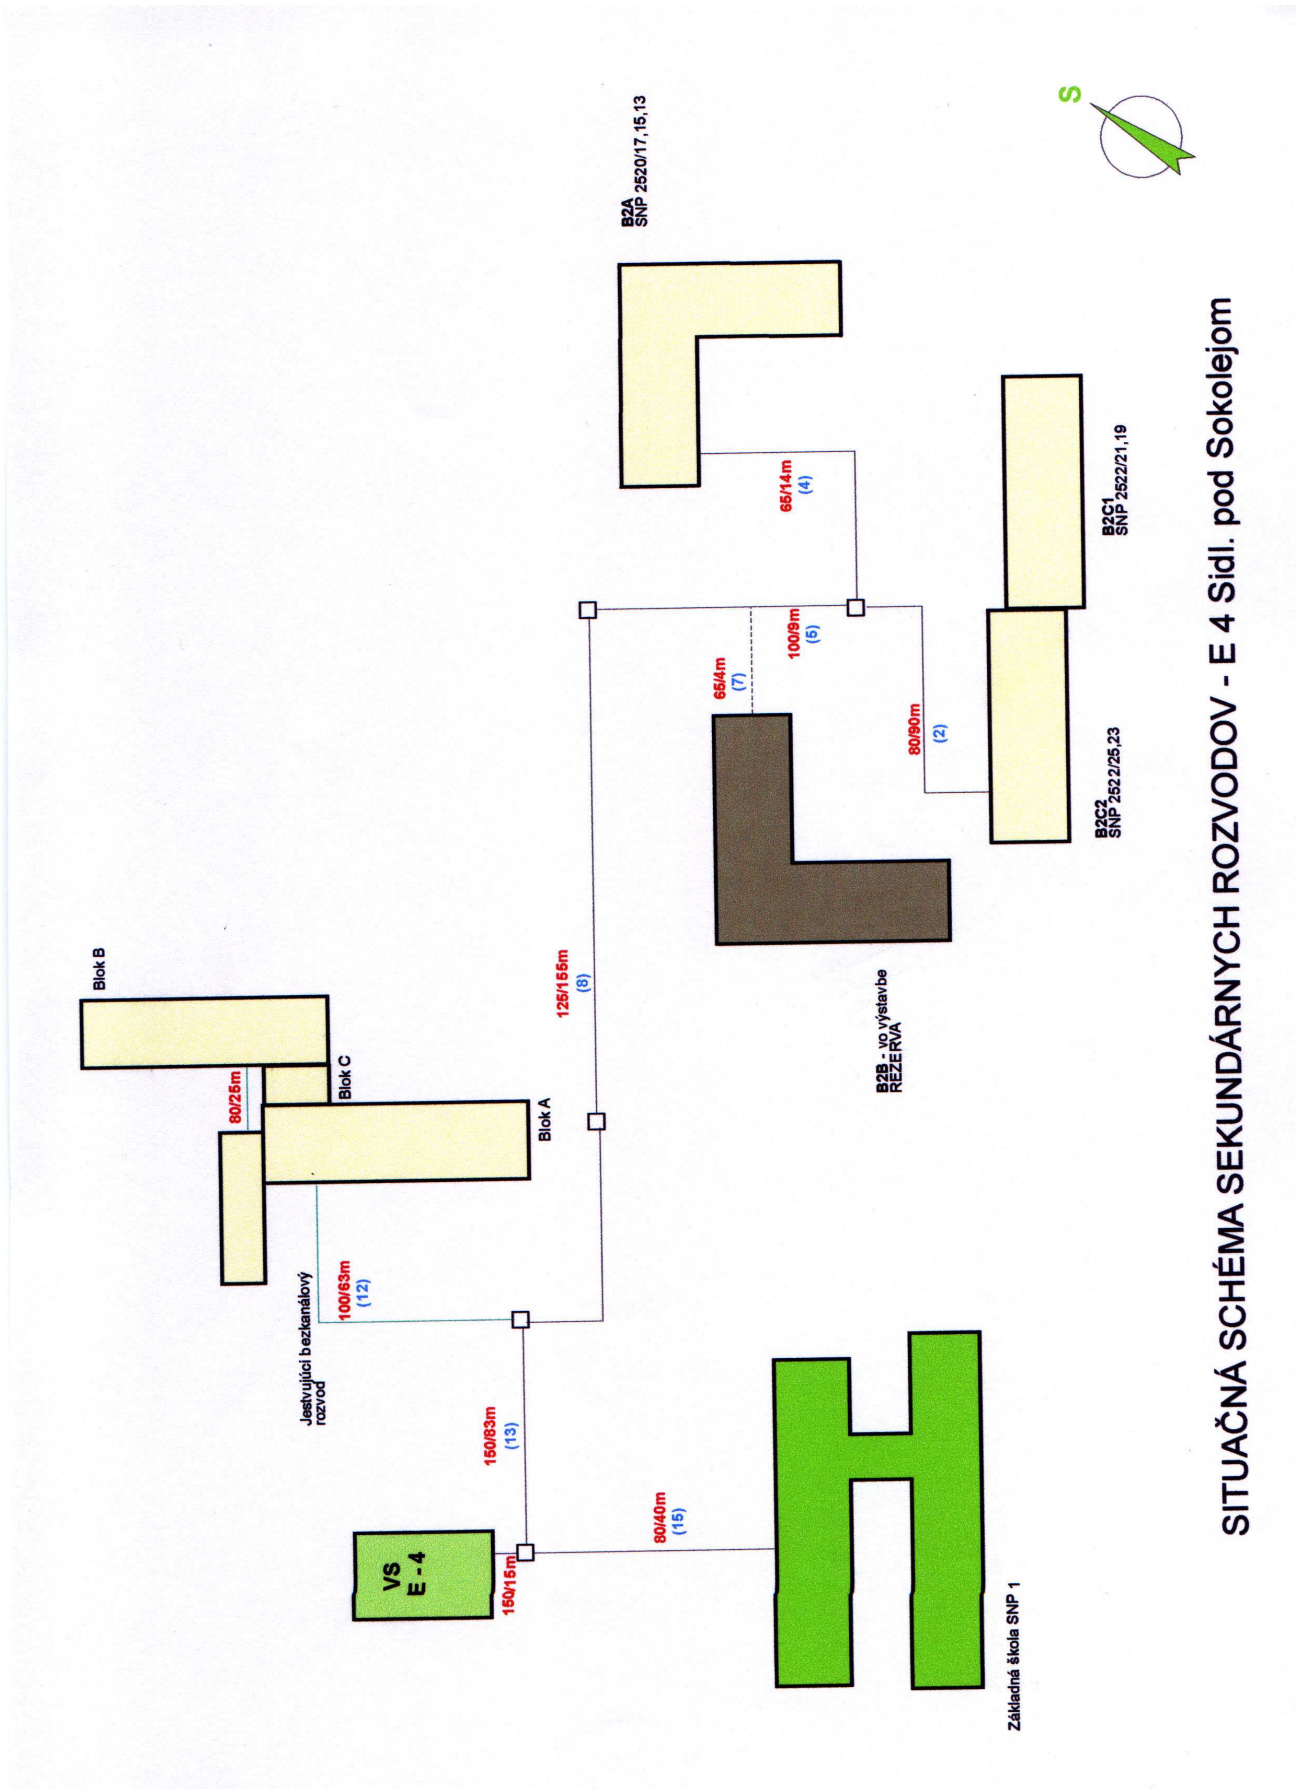 S
Blok B
80/25m
Blok C
Blok A
Jestvujúci bezkanálový
rozvod
100/63m
(12)
VS
E - 4
150/15m
150/83m
(13)
125/155m
(8)
B2A
SNP 2520/17,15,13
65/14m
(4)
65/4m
(7)
100/9m
(5)
80/90m
(2)
80/40m
(15)
B2B - vo výstavbe
REZERVA
B2C1
SNP 2522/21,19
B2C2
SNP 2522/25,23
Základná škola SNP 1
SITUAČNÁ SCHÉMA SEKUNDÁRNYCH ROZVODOV - E 4 Sidl. pod Sokolejom